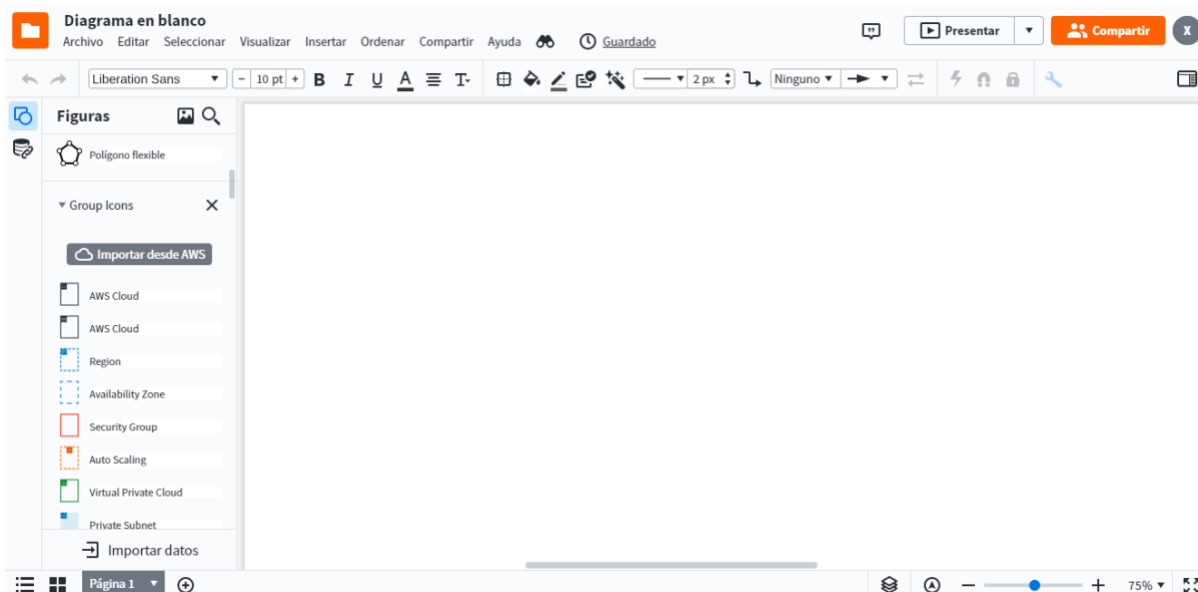 Diagrama en blanco
Archivo Editar Seleccionar Visualizar Insertar Ordenar Compartir Ayuda Guardado
Presentar Compartir X
Liberation Sans - 10 pt + B I U A T 2 px Ninguno
Figuras
Polígono flexible
Group Icons
Importar desde AWS
AWS Cloud
AWS Cloud
Region
Availability Zone
Security Group
Auto Scaling
Virtual Private Cloud
Private Subnet
Importar datos
Página 1 75%